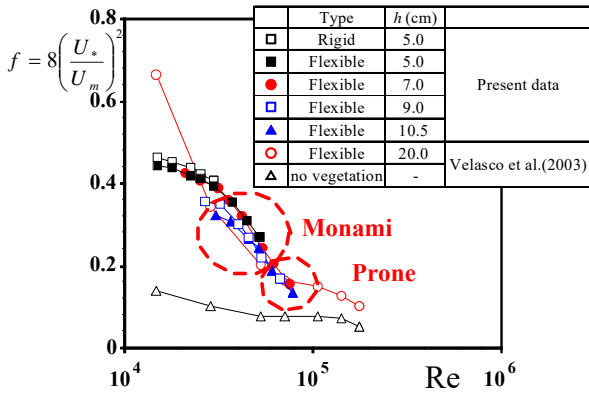 f = 8(U* / Um)²
0.8
0.6
0.4
0.2
0
10⁴
10⁵
10⁶
Re
Type h (cm)
Rigid 5.0
Flexible 5.0
Flexible 7.0
Flexible 9.0
Flexible 10.5
Present data
Flexible 20.0
no vegetation -
Velasco et al.(2003)
Monami
Prone